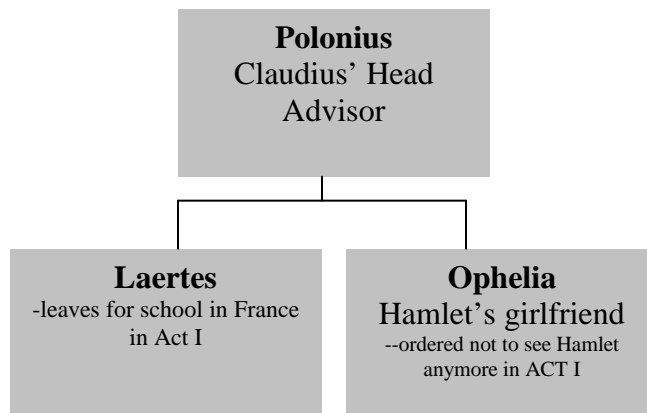 Polonius
Claudius’ Head
Advisor
Laertes
-leaves for school in France
in Act I
Ophelia
Hamlet’s girlfriend
--ordered not to see Hamlet
anymore in ACT I